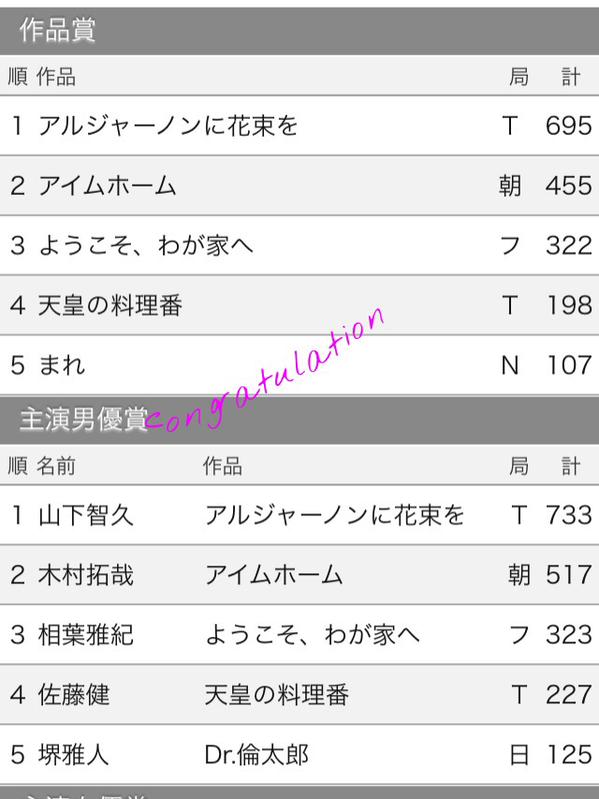 作品賞
順 作品 局 計
1 アルジャーノンに花束を T 695
2 アイムホーム 朝 455
3 ようこそ、わが家へ フ 322
4 天皇の料理番 T 198
5 まれ N 107
congratulation
主演男優賞
順 名前 作品 局 計
1 山下智久 アルジャーノンに花束を T 733
2 木村拓哉 アイムホーム 朝 517
3 相葉雅紀 ようこそ、わが家へ フ 323
4 佐藤健 天皇の料理番 T 227
5 堺雅人 Dr.倫太郎 日 125